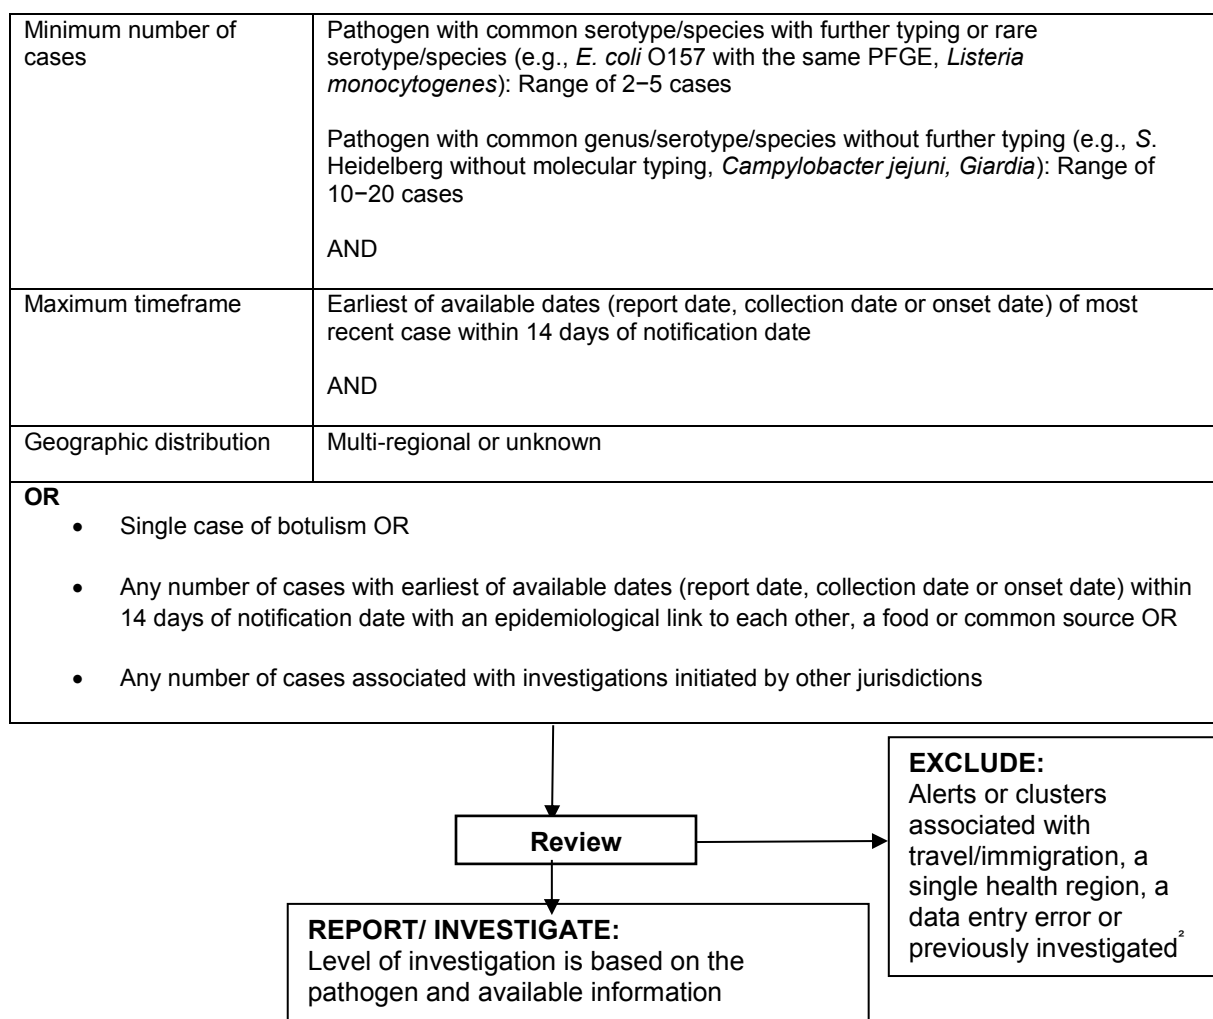 Minimum number of
cases
Pathogen with common serotype/species with further typing or rare
serotype/species (e.g., E. coli O157 with the same PFGE, Listeria
monocytogenes): Range of 2−5 cases
Pathogen with common genus/serotype/species without further typing (e.g., S.
Heidelberg without molecular typing, Campylobacter jejuni, Giardia): Range of
10−20 cases
AND
Maximum timeframe
Earliest of available dates (report date, collection date or onset date) of most
recent case within 14 days of notification date
AND
Geographic distribution
Multi-regional or unknown
OR
• Single case of botulism OR
• Any number of cases with earliest of available dates (report date, collection date or onset date) within
14 days of notification date with an epidemiological link to each other, a food or common source OR
• Any number of cases associated with investigations initiated by other jurisdictions
Review
EXCLUDE:
Alerts or clusters
associated with
travel/immigration, a
single health region, a
data entry error or
previously investigated²
REPORT/ INVESTIGATE:
Level of investigation is based on the
pathogen and available information